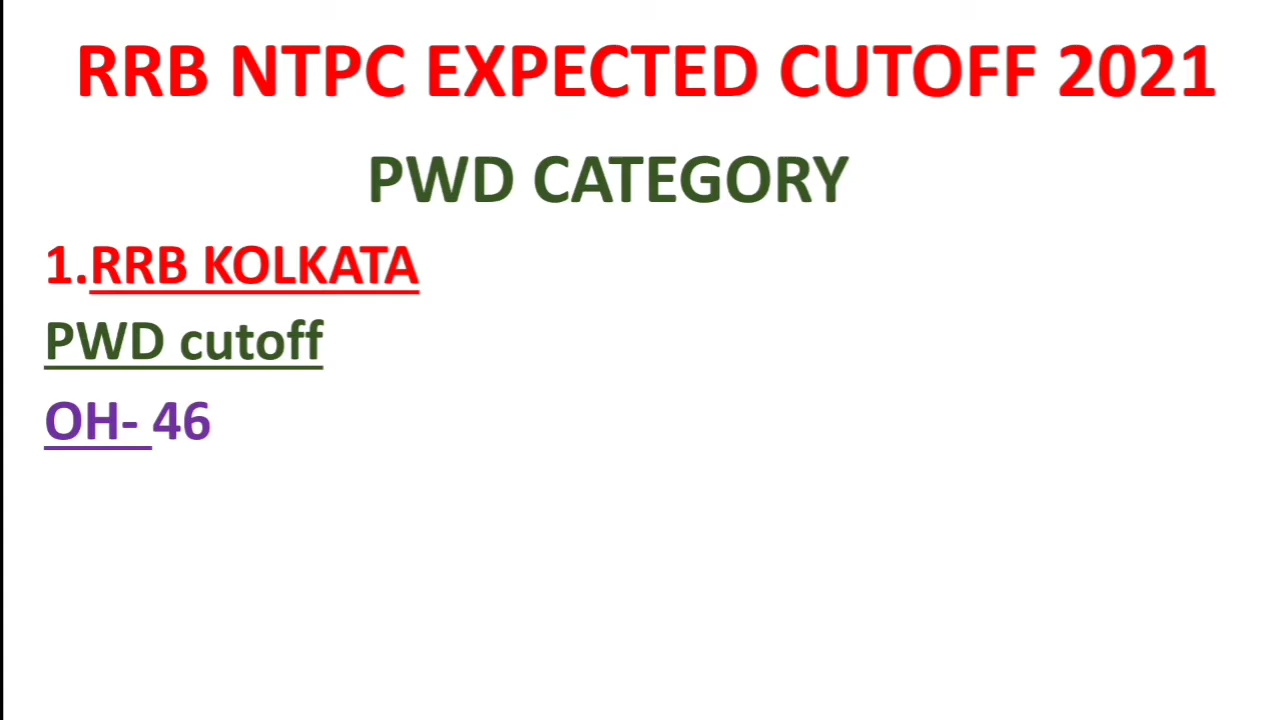 RRB NTPC EXPECTED CUTOFF 2021
PWD CATEGORY
1.RRB KOLKATA
PWD cutoff
OH- 46